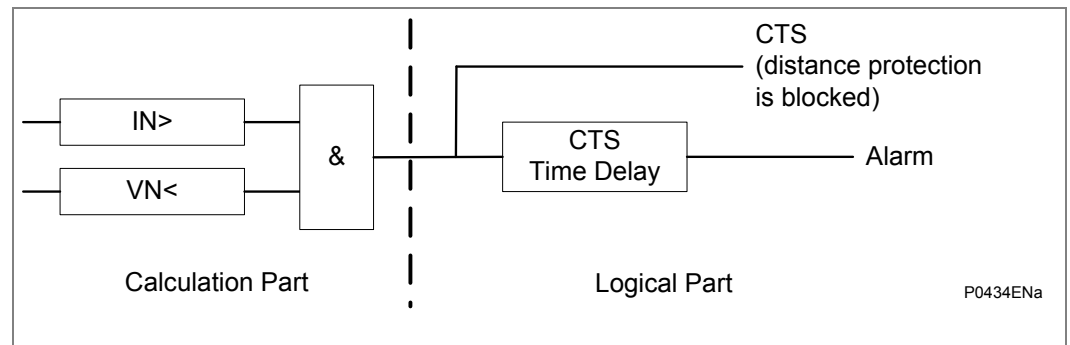 CTS
(distance protection
is blocked)
IN>
VN<
&
CTS
Time Delay
Alarm
Calculation Part
Logical Part
P0434ENa